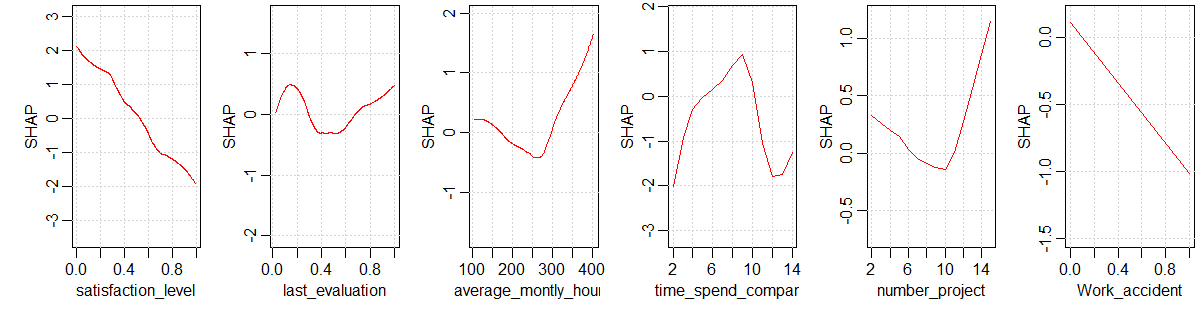 SHAP
3
2
1
0
-1
-2
-3
0.0 0.4 0.8
satisfaction_level
SHAP
1
0
-1
-2
0.0 0.4 0.8
last_evaluation
SHAP
2
1
0
-1
100 200 300 400
average_montly_hour
SHAP
2
1
0
-1
-2
-3
2 6 10 14
time_spend_compar
SHAP
1.0
0.5
0.0
-0.5
2 6 10 14
number_project
SHAP
0.0
-0.5
-1.0
-1.5
0.0 0.4 0.8
Work_accident